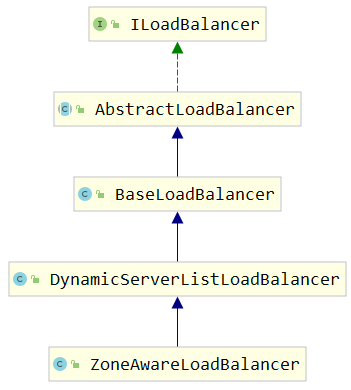 I ILoadBalancer
C AbstractLoadBalancer
C BaseLoadBalancer
C DynamicServerListLoadBalancer
C ZoneAwareLoadBalancer